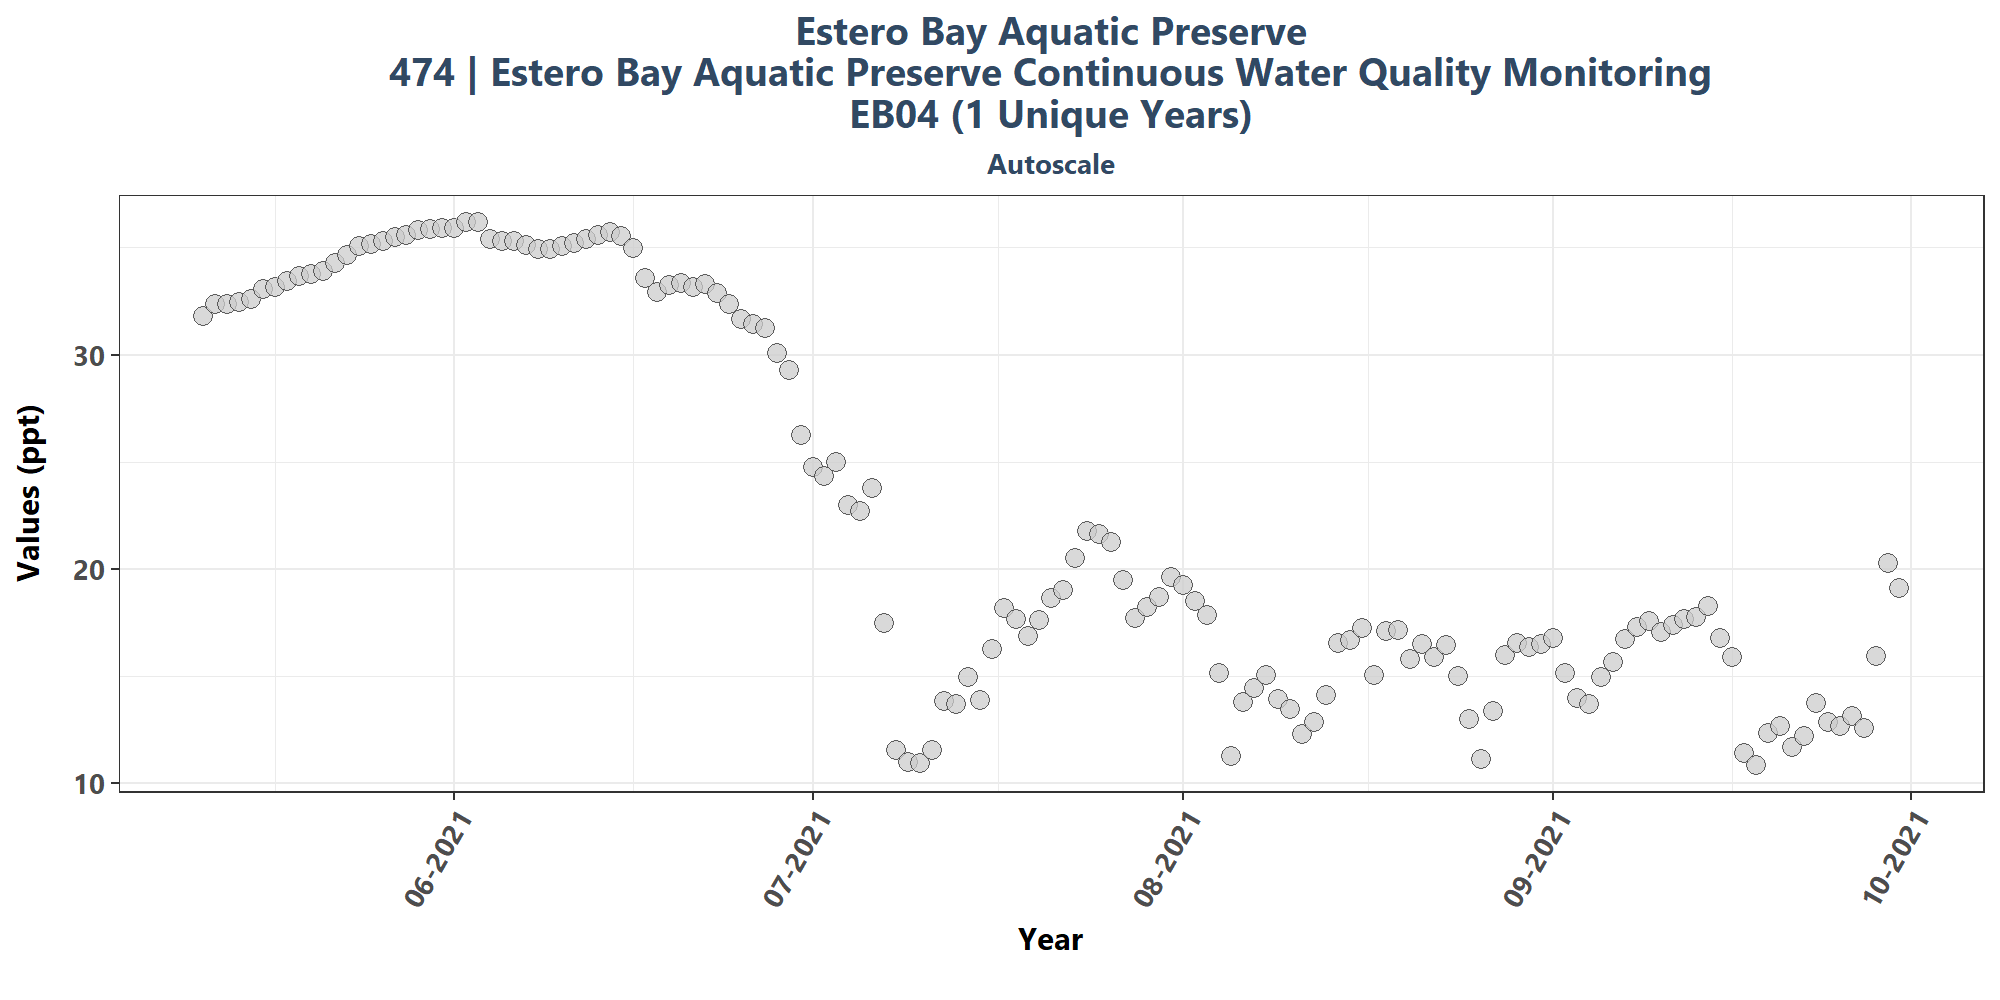 Estero Bay Aquatic Preserve
474 | Estero Bay Aquatic Preserve Continuous Water Quality Monitoring
EB04 (1 Unique Years)
Autoscale
Values (ppt)
30
20
10
06-2021
07-2021
08-2021
09-2021
10-2021
Year